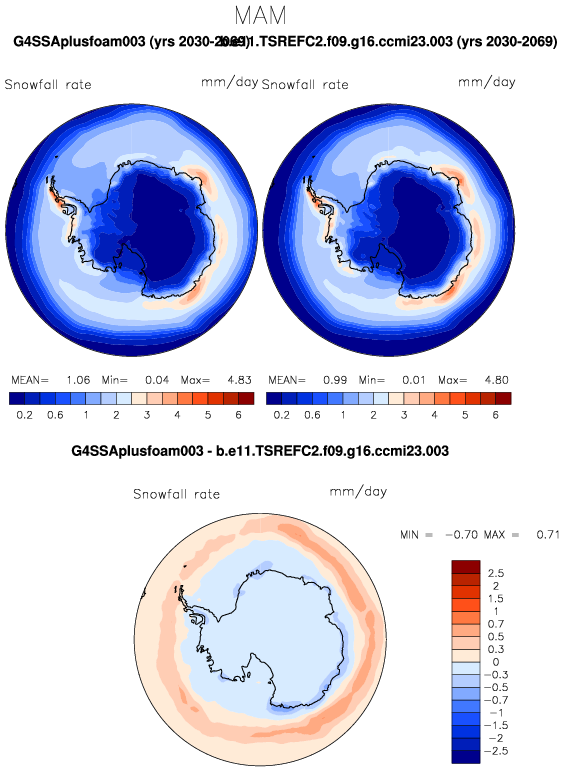 MAM
G4SSAplusfoam003 (yrs 2030-2069) b.e11.TSREFC2.f09.g16.ccmi23.003 (yrs 2030-2069)
Snowfall rate mm/day Snowfall rate mm/day
MEAN= 1.06 Min= 0.04 Max= 4.83 MEAN= 0.99 Min= 0.01 Max= 4.80
0.2 0.6 1 2 3 4 5 6 0.2 0.6 1 2 3 4 5 6
G4SSAplusfoam003 - b.e11.TSREFC2.f09.g16.ccmi23.003
Snowfall rate mm/day
MIN = -0.70 MAX = 0.71
2.5
2
1.5
1
0.7
0.5
0.3
0
-0.3
-0.5
-0.7
-1
-1.5
-2
-2.5